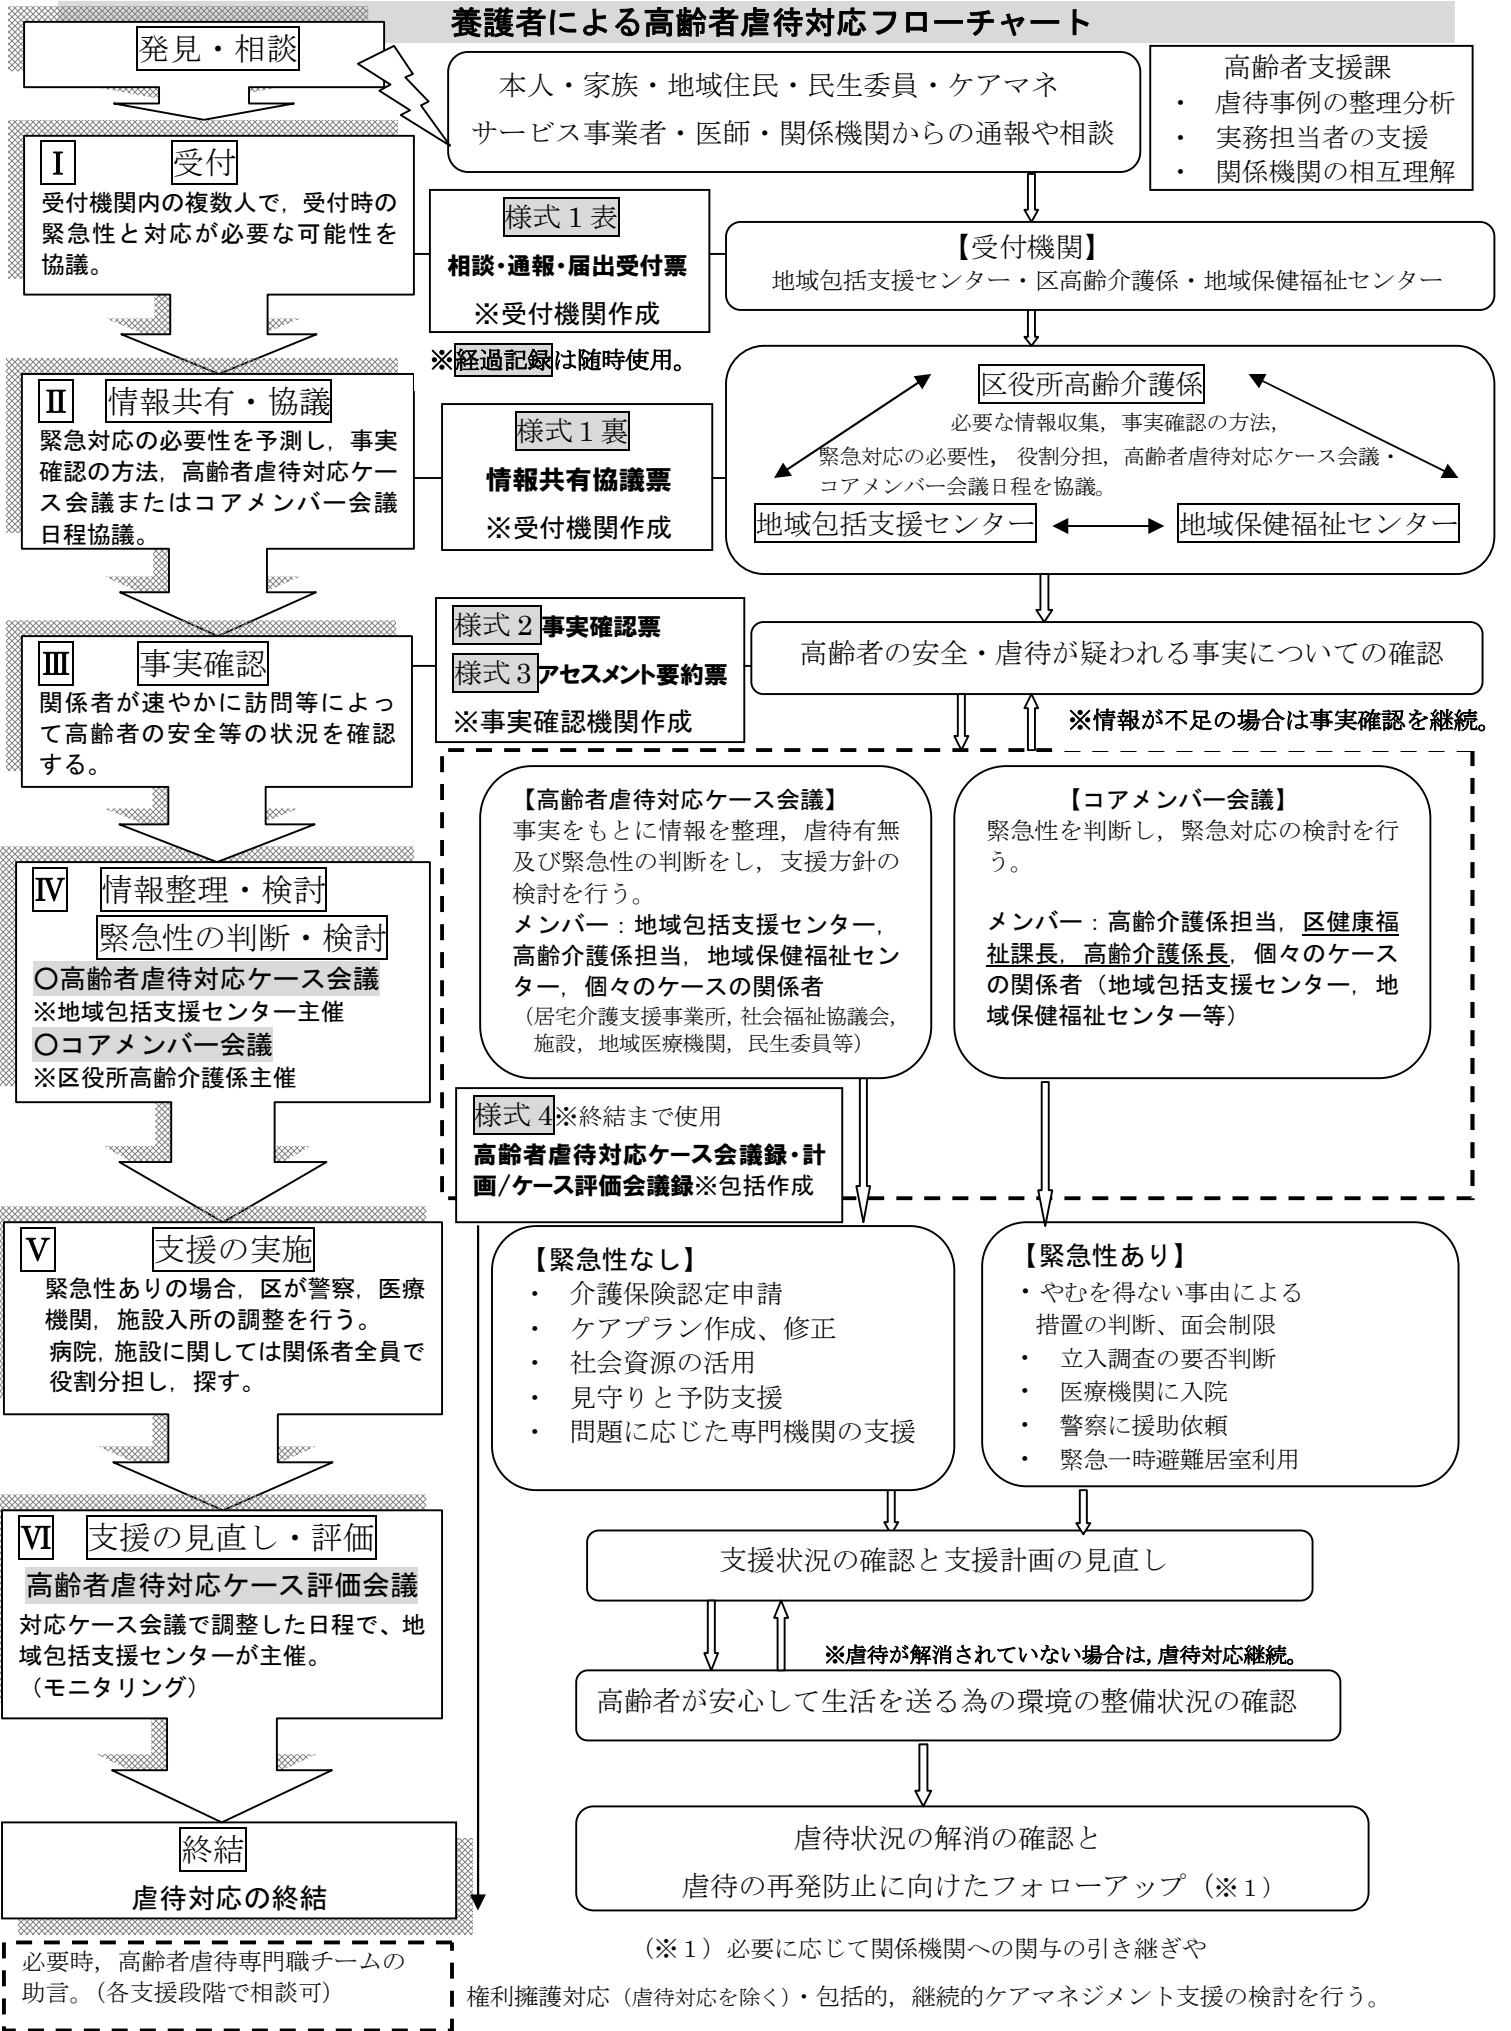 養護者による高齢者虐待対応フローチャート
発見・相談
本人・家族・地域住民・民生委員・ケアマネ
サービス事業者・医師・関係機関からの通報や相談
高齢者支援課
・ 虐待事例の整理分析
・ 実務担当者の支援
・ 関係機関の相互理解
Ⅰ 受付
受付機関内の複数人で，受付時の
緊急性と対応が必要な可能性を
協議。
様式１表
相談・通報・届出受付票
※受付機関作成
※経過記録は随時使用。
【受付機関】
地域包括支援センター・区高齢介護係・地域保健福祉センター
Ⅱ 情報共有・協議
緊急対応の必要性を予測し，事実
確認の方法，高齢者虐待対応ケー
ス会議またはコアメンバー会議
日程協議。
様式１裏
情報共有協議票
※受付機関作成
区役所高齢介護係
必要な情報収集，事実確認の方法，
緊急対応の必要性，役割分担，高齢者虐待対応ケース会議・
コアメンバー会議日程を協議。
地域包括支援センター
地域保健福祉センター
Ⅲ 事実確認
関係者が速やかに訪問等によっ
て高齢者の安全等の状況を確認
する。
様式２事実確認票
様式３アセスメント要約票
※事実確認機関作成
高齢者の安全・虐待が疑われる事実についての確認
※情報が不足の場合は事実確認を継続。
Ⅳ 情報整理・検討
緊急性の判断・検討
○高齢者虐待対応ケース会議
※地域包括支援センター主催
○コアメンバー会議
※区役所高齢介護係主催
【高齢者虐待対応ケース会議】
事実をもとに情報を整理，虐待有無
及び緊急性の判断をし，支援方針の
検討を行う。
メンバー：地域包括支援センター，
高齢介護係担当，地域保健福祉セン
ター，個々のケースの関係者
（居宅介護支援事業所，社会福祉協議会，
施設，地域医療機関，民生委員等）
【コアメンバー会議】
緊急性を判断し，緊急対応の検討を行
う。
メンバー：高齢介護係担当，区健康福
祉課長，高齢介護係長，個々のケース
の関係者（地域包括支援センター，地
域保健福祉センター等）
様式４※終結まで使用
高齢者虐待対応ケース会議録・計
画/ケース評価会議録※包括作成
Ⅴ 支援の実施
緊急性ありの場合，区が警察，医療
機関，施設入所の調整を行う。
病院，施設に関しては関係者全員で
役割分担し，探す。
【緊急性なし】
・ 介護保険認定申請
・ ケアプラン作成、修正
・ 社会資源の活用
・ 見守りと予防支援
・ 問題に応じた専門機関の支援
【緊急性あり】
・やむを得ない事由による
措置の判断、面会制限
・ 立入調査の要否判断
・ 医療機関に入院
・ 警察に援助依頼
・ 緊急一時避難居室利用
Ⅵ 支援の見直し・評価
高齢者虐待対応ケース評価会議
対応ケース会議で調整した日程で、地
域包括支援センターが主催。
（モニタリング）
支援状況の確認と支援計画の見直し
※虐待が解消されていない場合は，虐待対応継続。
高齢者が安心して生活を送る為の環境の整備状況の確認
終結
虐待対応の終結
虐待状況の解消の確認と
虐待の再発防止に向けたフォローアップ（※１）
必要時，高齢者虐待専門職チームの
助言。（各支援段階で相談可）
（※１）必要に応じて関係機関への関与の引き継ぎや
権利擁護対応（虐待対応を除く）・包括的，継続的ケアマネジメント支援の検討を行う。